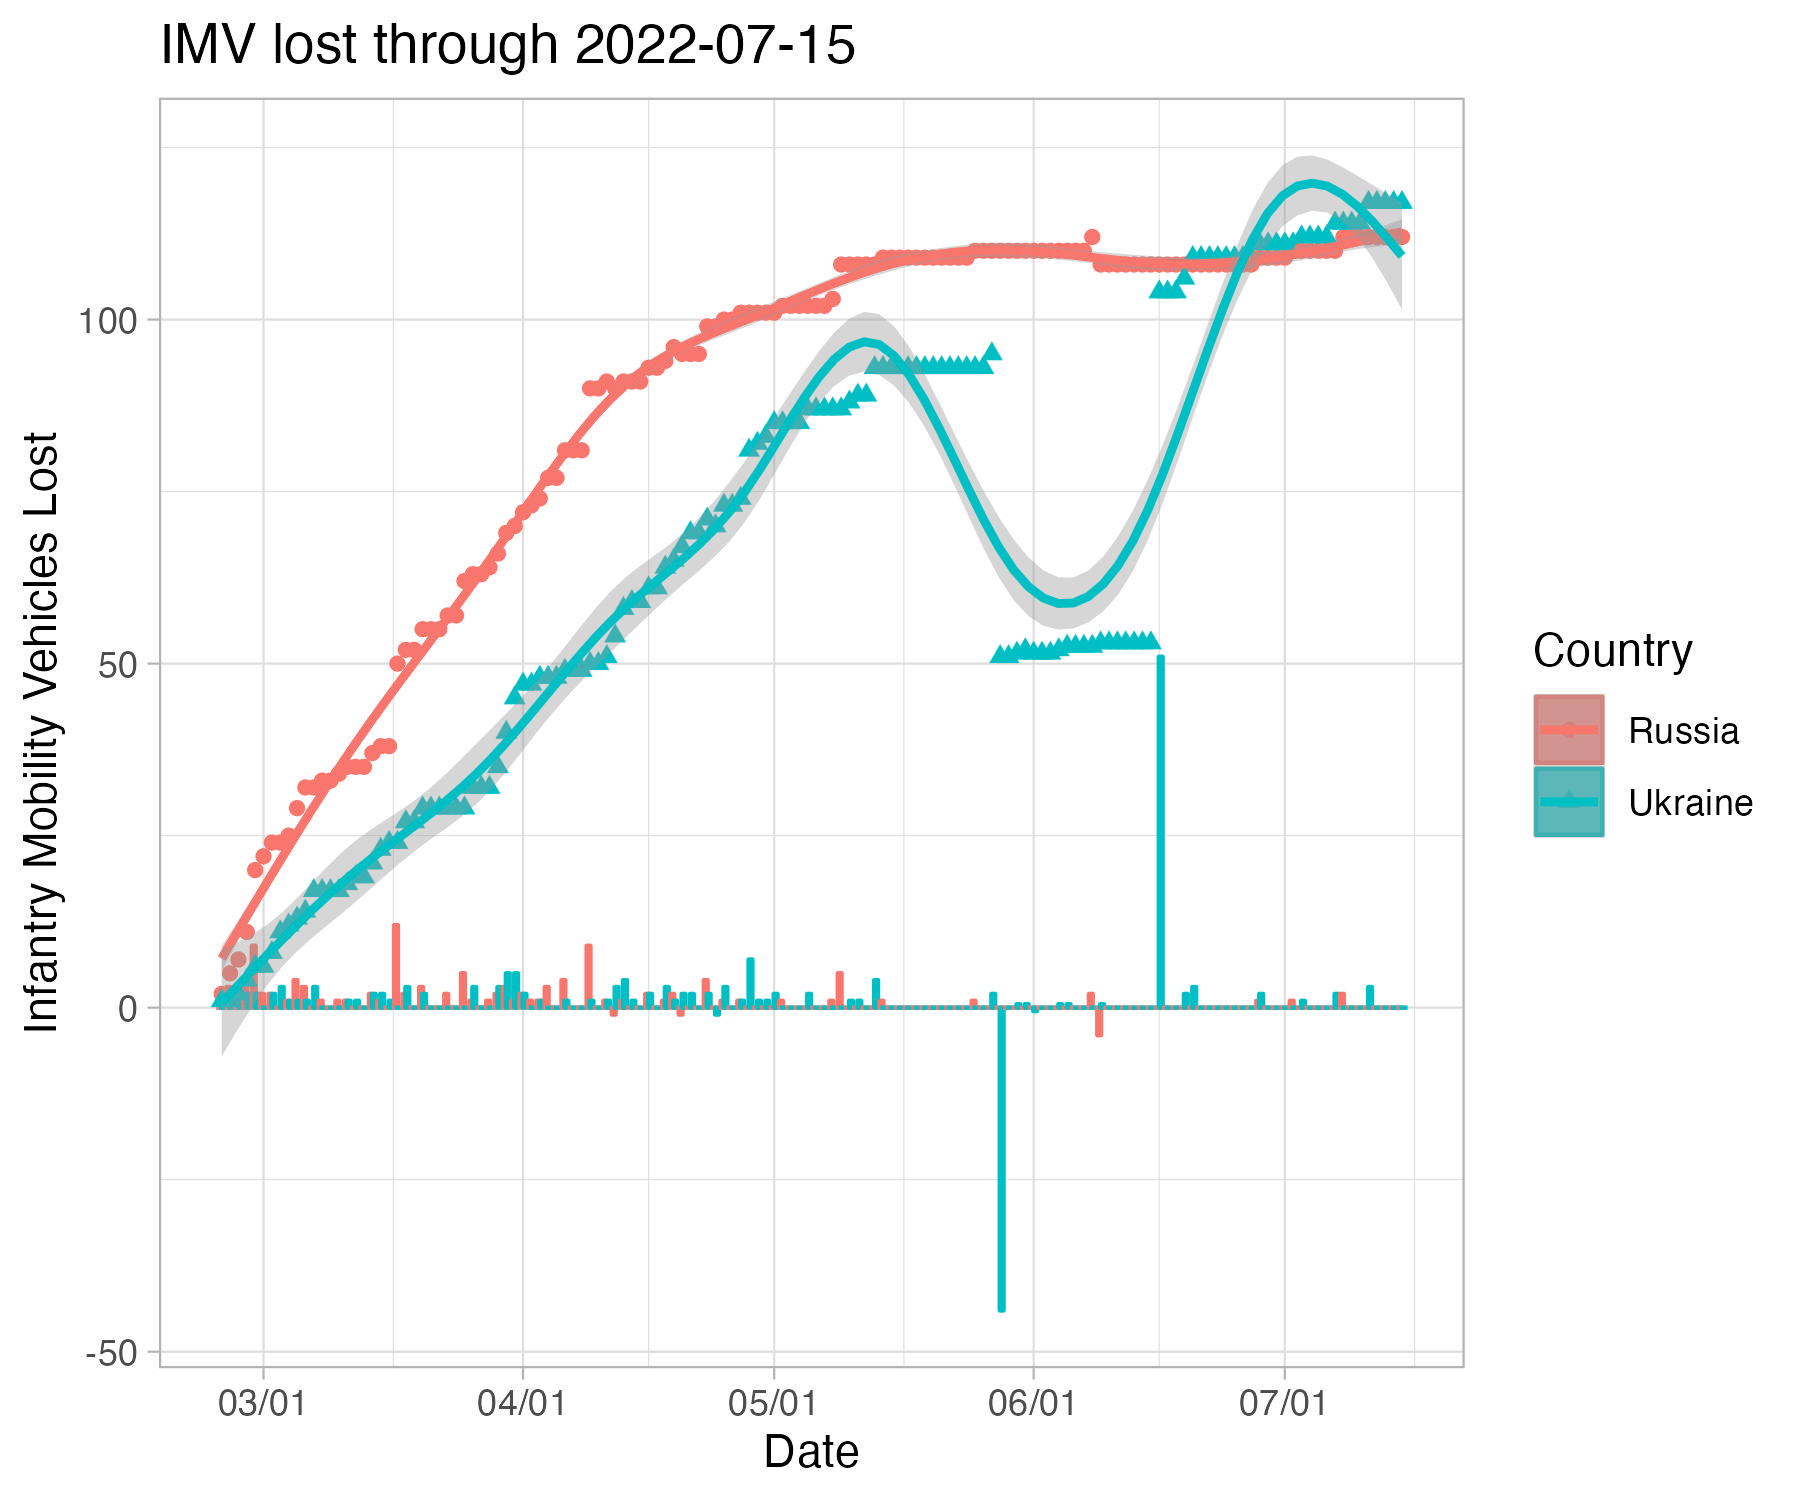 IMV lost through 2022-07-15
Infantry Mobility Vehicles Lost
100
50
0
-50
03/01
04/01
05/01
06/01
07/01
Date
Country
Russia
Ukraine